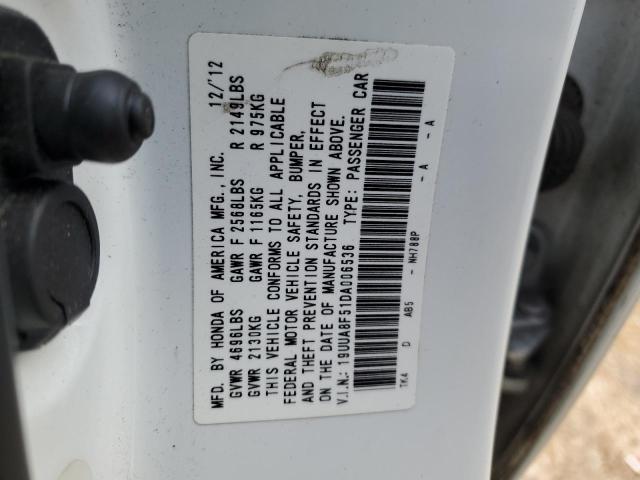 MFD. BY HONDA OF AMERICA MFG., INC. 12/'12
GVWR 4696LBS GAWR F 2568LBS R 2149LBS
GVWR 2130KG GAWR F 1165KG R 975KG
THIS VEHICLE CONFORMS TO ALL APPLICABLE
FEDERAL MOTOR VEHICLE SAFETY, BUMPER,
AND THEFT PREVENTION STANDARDS IN EFFECT
ON THE DATE OF MANUFACTURE SHOWN ABOVE.
V.I.N.: 19UUA8F51DA006536 TYPE: PASSENGER CAR
TK4 D AB5 - NH788P - A - A